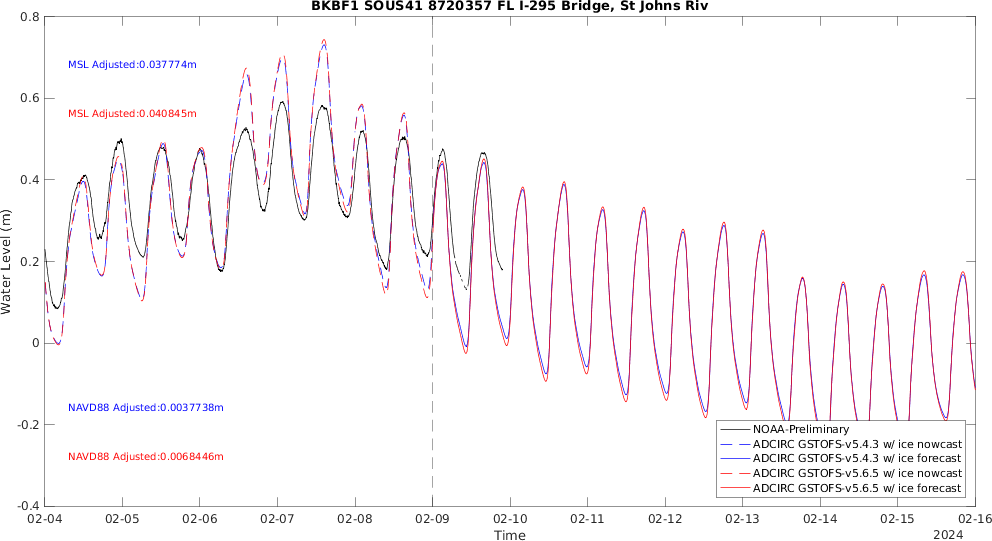 BKBF1 SOUS41 8720357 FL I-295 Bridge, St Johns Riv
0.8
0.6
0.4
0.2
0
-0.2
-0.4
Water Level (m)
MSL Adjusted:0.037774m
MSL Adjusted:0.040845m
NAVD88 Adjusted:0.0037738m
NAVD88 Adjusted:0.0068446m
NOAA-Preliminary
ADCIRC GSTOFS-v5.4.3 w/ ice nowcast
ADCIRC GSTOFS-v5.4.3 w/ ice forecast
ADCIRC GSTOFS-v5.6.5 w/ ice nowcast
ADCIRC GSTOFS-v5.6.5 w/ ice forecast
02-04 02-05 02-06 02-07 02-08 02-09 02-10 02-11 02-12 02-13 02-14 02-15 02-16
Time
2024